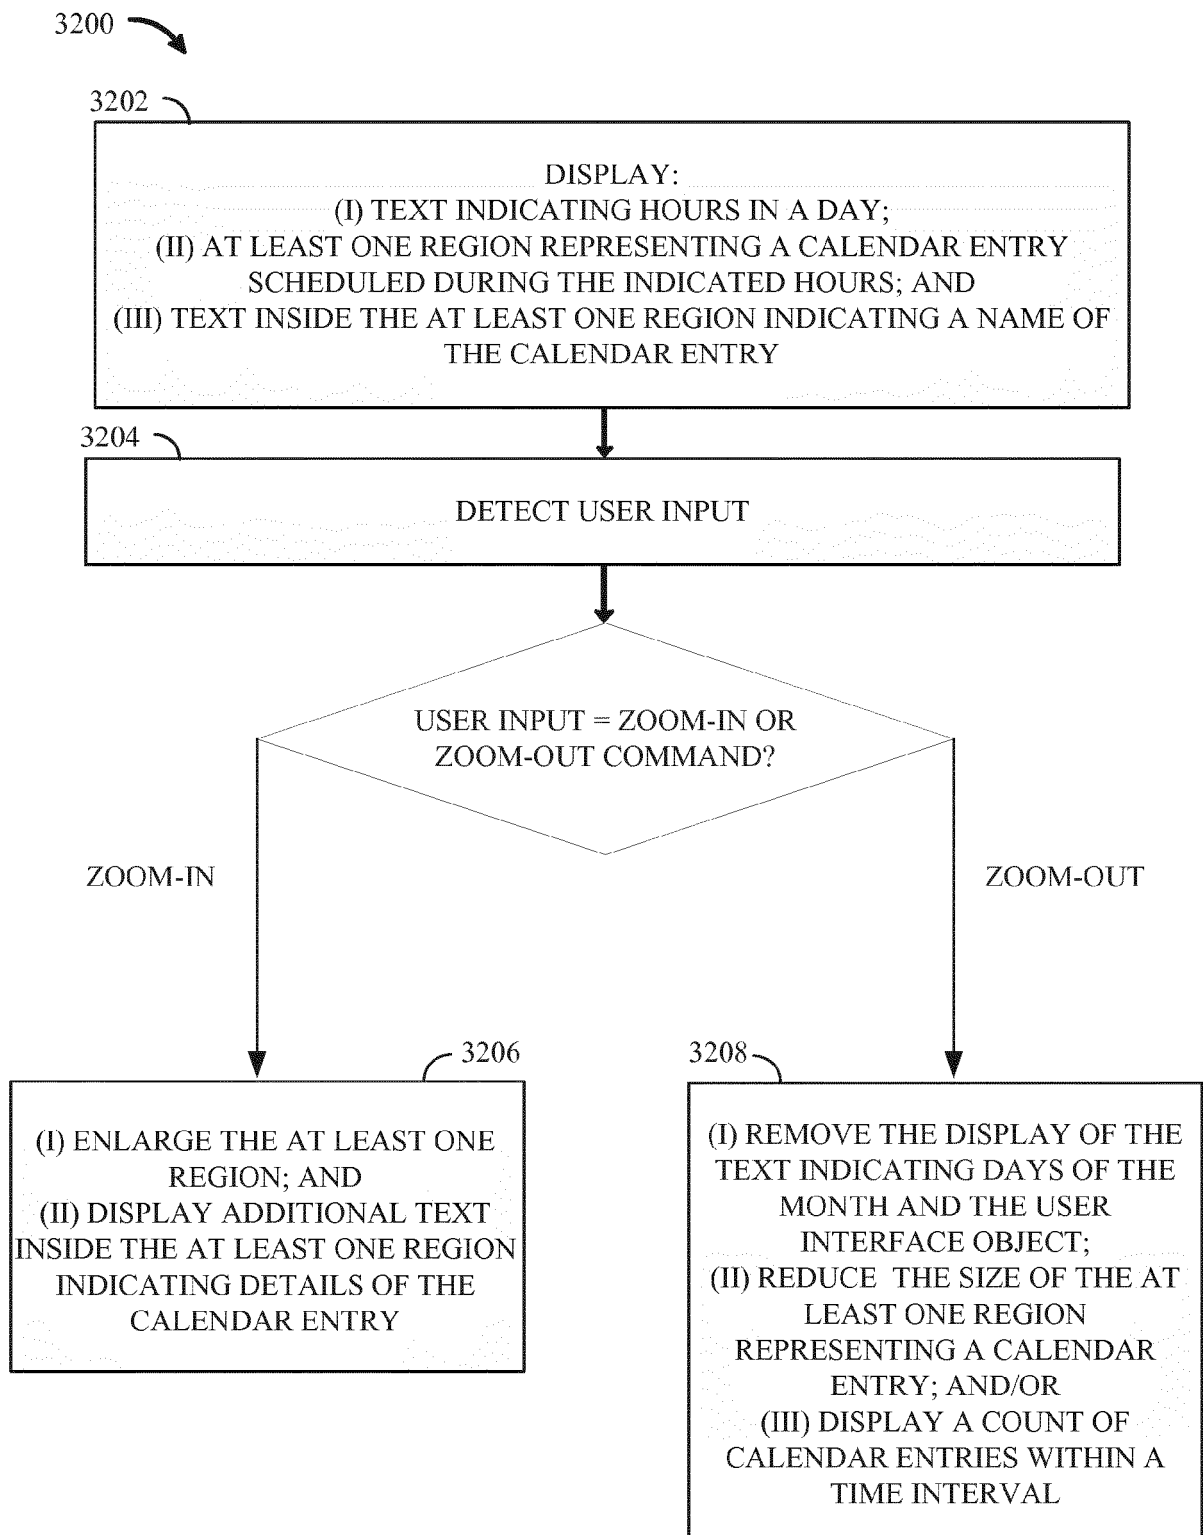 3200
3202
DISPLAY:
(I) TEXT INDICATING HOURS IN A DAY;
(II) AT LEAST ONE REGION REPRESENTING A CALENDAR ENTRY
SCHEDULED DURING THE INDICATED HOURS; AND
(III) TEXT INSIDE THE AT LEAST ONE REGION INDICATING A NAME OF
THE CALENDAR ENTRY
3204
DETECT USER INPUT
USER INPUT = ZOOM-IN OR
ZOOM-OUT COMMAND?
ZOOM-IN
ZOOM-OUT
3206
(I) ENLARGE THE AT LEAST ONE
REGION; AND
(II) DISPLAY ADDITIONAL TEXT
INSIDE THE AT LEAST ONE REGION
INDICATING DETAILS OF THE
CALENDAR ENTRY
3208
(I) REMOVE THE DISPLAY OF THE
TEXT INDICATING DAYS OF THE
MONTH AND THE USER
INTERFACE OBJECT;
(II) REDUCE THE SIZE OF THE AT
LEAST ONE REGION
REPRESENTING A CALENDAR
ENTRY; AND/OR
(III) DISPLAY A COUNT OF
CALENDAR ENTRIES WITHIN A
TIME INTERVAL